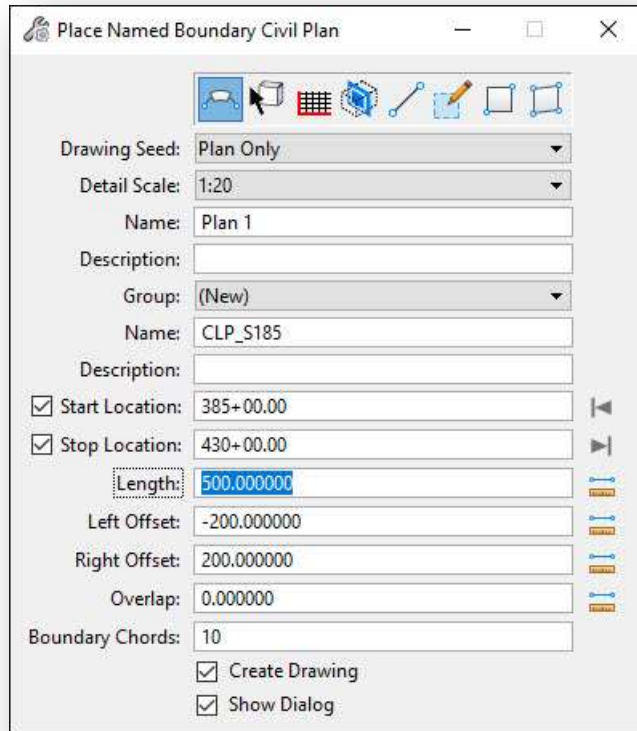 Place Named Boundary Civil Plan
Drawing Seed: Plan Only
Detail Scale: 1:20
Name: Plan 1
Description:
Group: (New)
Name: CLP_S185
Description:
Start Location: 385+00.00
Stop Location: 430+00.00
Length: 500.000000
Left Offset: -200.000000
Right Offset: 200.000000
Overlap: 0.000000
Boundary Chords: 10
Create Drawing
Show Dialog